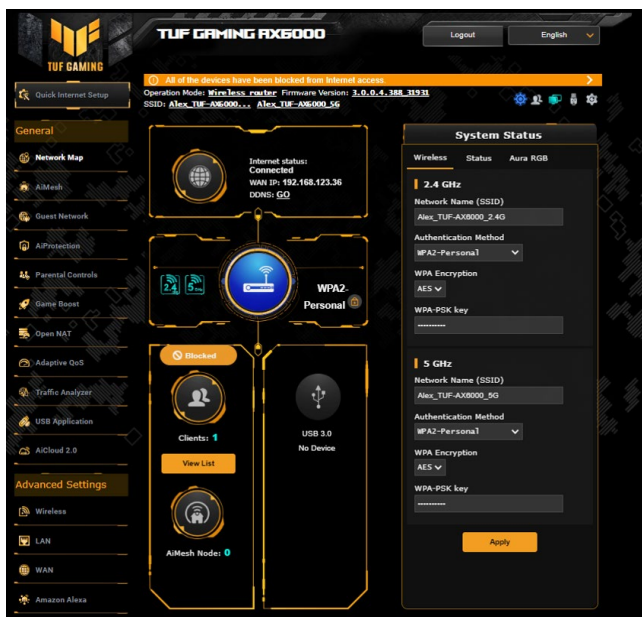 TUF GAMING
TUF GAMING AX6000
Logout
English
All of the devices have been blocked from Internet access.
Quick Internet Setup
Operation Mode: Wireless router Firmware Version: 3.0.0.4.388_31931
SSID: Alex_TUF-AX6000... Alex_TUF-AX6000_5G
General
Network Map
AiMesh
Guest Network
AiProtection
Parental Controls
Game Boost
Open NAT
Adaptive QoS
Traffic Analyzer
USB Application
AiCloud 2.0
Advanced Settings
Wireless
LAN
WAN
Amazon Alexa
Internet status:
Connected
WAN IP: 192.168.123.36
DDNS: GO
2.4
5
WPA2-
Personal
Blocked
Clients: 1
View List
AiMesh Node: 0
USB 3.0
No Device
System Status
Wireless Status Aura RGB
2.4 GHz
Network Name (SSID)
Alex_TUF-AX6000_2.4G
Authentication Method
WPA2-Personal
WPA Encryption
AES
WPA-PSK key
5 GHz
Network Name (SSID)
Alex_TUF-AX6000_5G
Authentication Method
WPA2-Personal
WPA Encryption
AES
WPA-PSK key
Apply